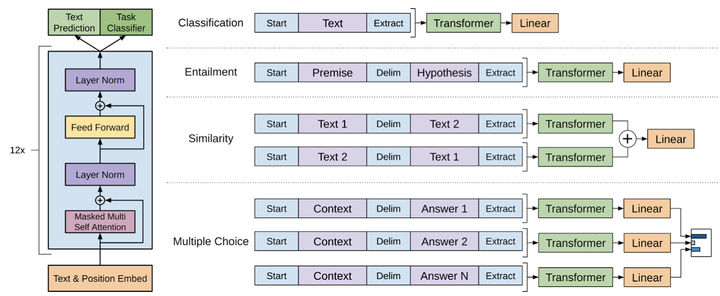 Text Prediction
Task Classifier
12x
Layer Norm
+
Feed Forward
Layer Norm
+
Masked Multi Self Attention
Text & Position Embed
Classification
Start Text Extract Transformer Linear
Entailment
Start Premise Delim Hypothesis Extract Transformer Linear
Similarity
Start Text 1 Delim Text 2 Extract Transformer
+ Linear
Start Text 2 Delim Text 1 Extract Transformer
Multiple Choice
Start Context Delim Answer 1 Extract Transformer Linear
Start Context Delim Answer 2 Extract Transformer Linear
Start Context Delim Answer N Extract Transformer Linear